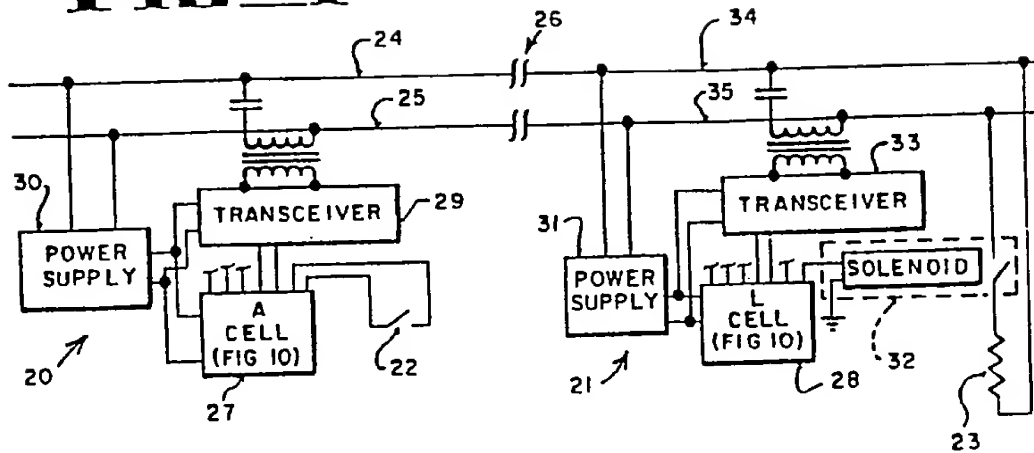 24
26
34
25
35
30
29
33
31
TRANSCEIVER
TRANSCEIVER
POWER
SUPPLY
POWER
SUPPLY
SOLENOID
A
CELL
(FIG 10)
L
CELL
(FIG 10)
20
22
27
21
28
32
23